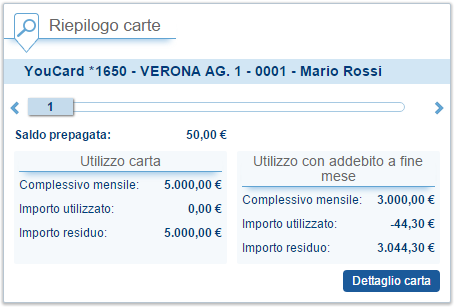 Riepilogo carte
YouCard *1650 - VERONA AG. 1 - 0001 - Mario Rossi
1
Saldo prepagata: 50,00 €
Utilizzo carta
Complessivo mensile: 5.000,00 €
Importo utilizzato: 0,00 €
Importo residuo: 5.000,00 €
Utilizzo con addebito a fine
mese
Complessivo mensile: 3.000,00 €
Importo utilizzato: -44,30 €
Importo residuo: 3.044,30 €
Dettaglio carta